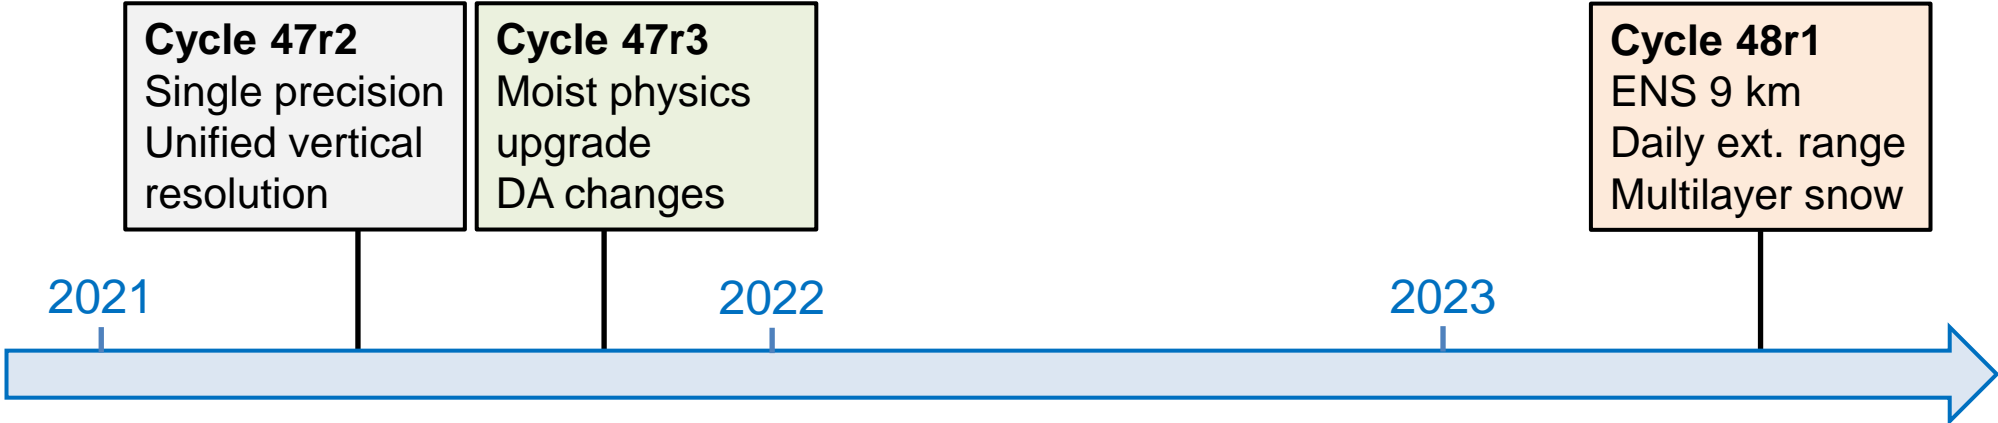 Cycle 47r2
Single precision
Unified vertical
resolution
Cycle 47r3
Moist physics
upgrade
DA changes
Cycle 48r1
ENS 9 km
Daily ext. range
Multilayer snow
2021
2022
2023